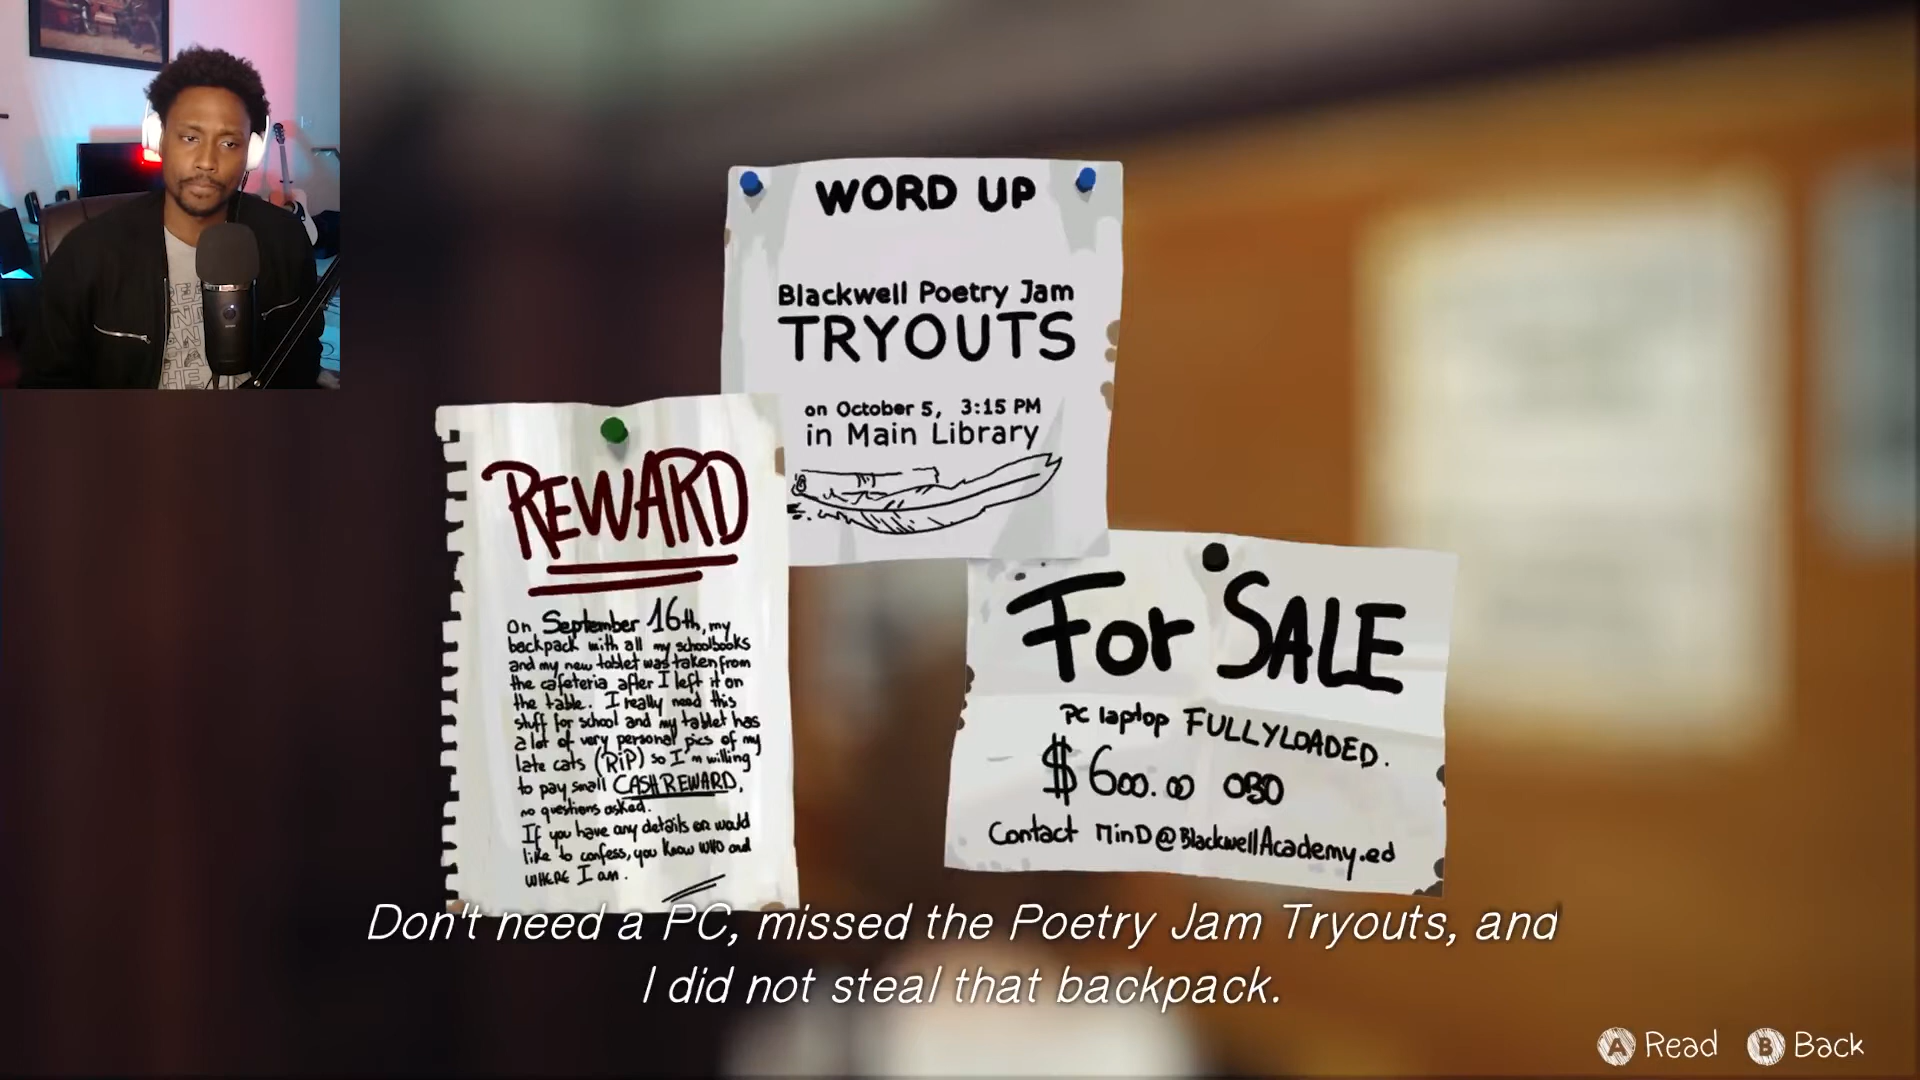 WORD UP
Blackwell Poetry Jam
TRYOUTS
on October 5, 3:15 PM
in Main Library
REWARD
On September 16th, my
backpack with all my schoolbooks
and my new tablet was taken from
the cafeteria after I left it on
the table. I really need this
stuff for school and my tablet has
a lot of very personal pics of my
late cats (RiP) so I'm willing
to pay small CASH REWARD,
no questions asked.
If you have any details or would
like to confess, you know WHO and
WHERE I am.
For SALE
PC laptop FULLYLOADED.
$600.00 OBO
Contact MinD@BlackwellAcademy.ed
Don't need a PC, missed the Poetry Jam Tryouts, and
I did not steal that backpack.
A Read B Back